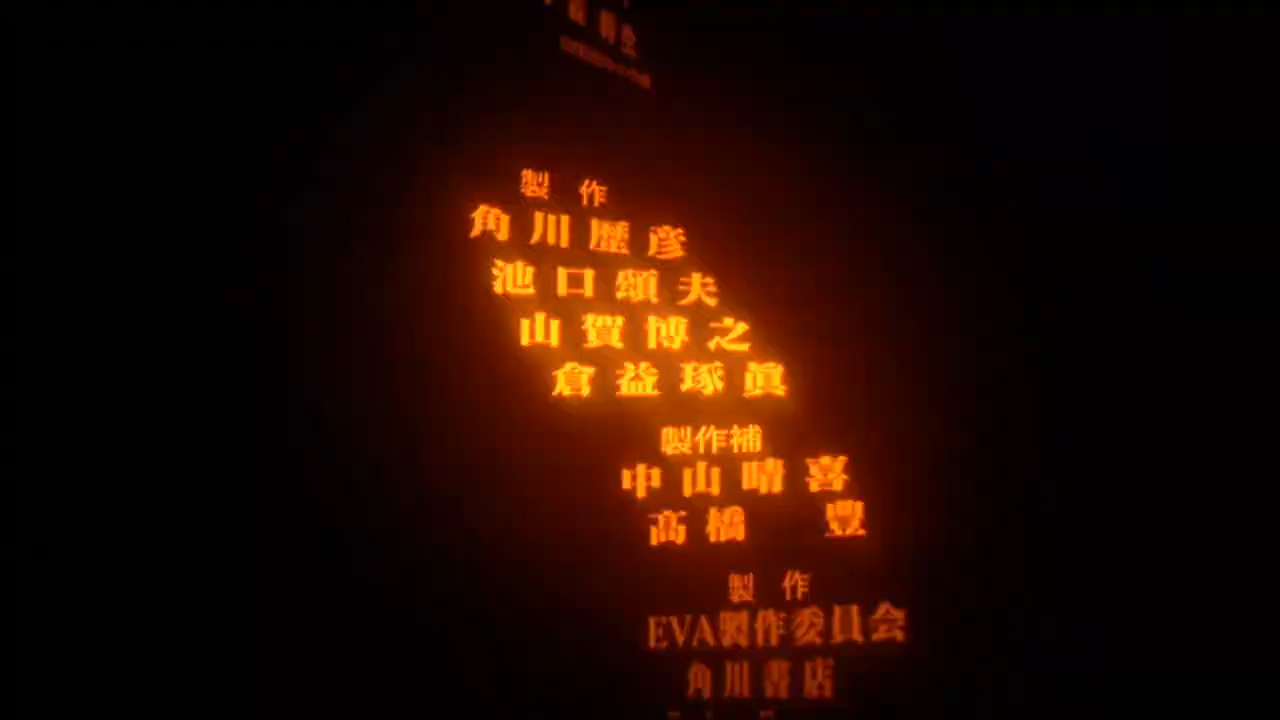 製作
角川歴彦
池口頌夫
山賀博之
倉益琢眞
製作補
中山晴喜
高橋 豊
製作
EVA製作委員会
角川書店